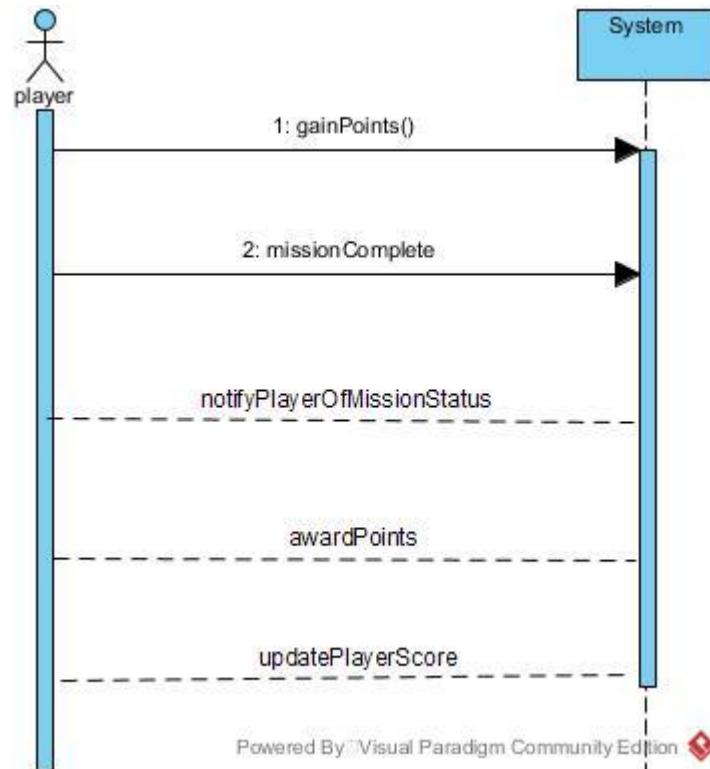 System
player
1: gainPoints()
2: missionComplete
notifyPlayerOfMissionStatus
awardPoints
updatePlayerScore
Powered By Visual Paradigm Community Edition